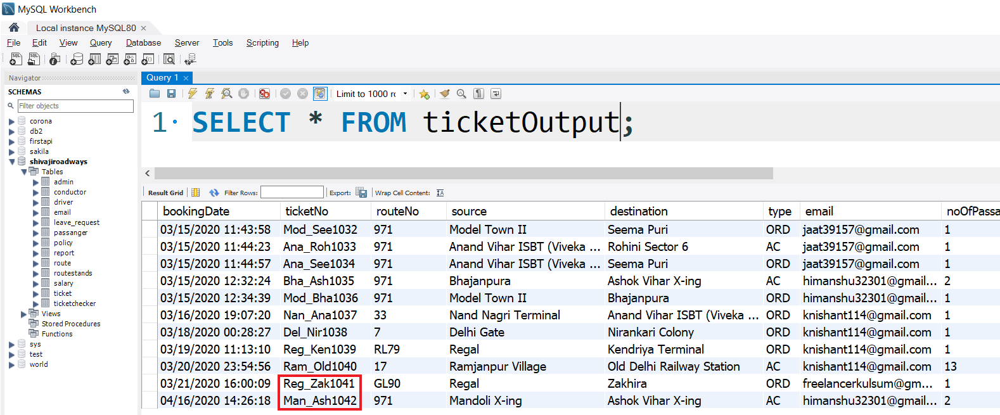 MySQL Workbench
Local instance MySQL80 ×
File Edit View Query Database Server Tools Scripting Help
Navigator
SCHEMAS
Filter objects
corona
db2
firstapi
sakila
shivajiroadways
Tables
admin
conductor
driver
email
leave_request
passanger
policy
report
route
routestands
salary
ticket
ticketchecker
Views
Stored Procedures
Functions
sys
test
world
Query 1 ×
Limit to 1000 rc
1 SELECT * FROM ticketOutput;
Result Grid Filter Rows: Export: Wrap Cell Content:
bookingDate ticketNo routeNo source destination type email noOfPassa
03/15/2020 11:43:58 Mod_See1032 971 Model Town II Seema Puri ORD jaat39157@gmail.com 1
03/15/2020 11:44:23 Ana_Roh1033 971 Anand Vihar ISBT (Viveka ... Rohini Sector 6 AC jaat39157@gmail.com 1
03/15/2020 11:44:57 Ana_See1034 971 Anand Vihar ISBT (Viveka ... Seema Puri ORD jaat39157@gmail.com 1
03/15/2020 12:32:24 Bha_Ash1035 971 Bhajanpura Ashok Vihar X-ing AC himanshu32301@gmail... 2
03/15/2020 12:34:39 Mod_Bha1036 971 Model Town II Bhajanpura ORD himanshu32301@gmail... 1
03/16/2020 19:07:20 Nan_Ana1037 33 Nand Nagri Terminal Anand Vihar ISBT (Viveka ... ORD knishant114@gmail.com 1
03/18/2020 00:28:27 Del_Nir1038 7 Delhi Gate Nirankari Colony ORD knishant114@gmail.com 1
03/19/2020 11:13:10 Reg_Ken1039 RL79 Regal Kendriya Terminal ORD knishant114@gmail.com 1
03/20/2020 23:54:56 Ram_Old1040 17 Ramjanpur Village Old Delhi Railway Station AC knishant114@gmail.com 13
03/21/2020 16:00:09 Reg_Zak1041 GL90 Regal Zakhira ORD freelancerkulsum@gm... 1
04/16/2020 14:26:18 Man_Ash1042 971 Mandoli X-ing Ashok Vihar X-ing AC himanshu32301@gmail... 2